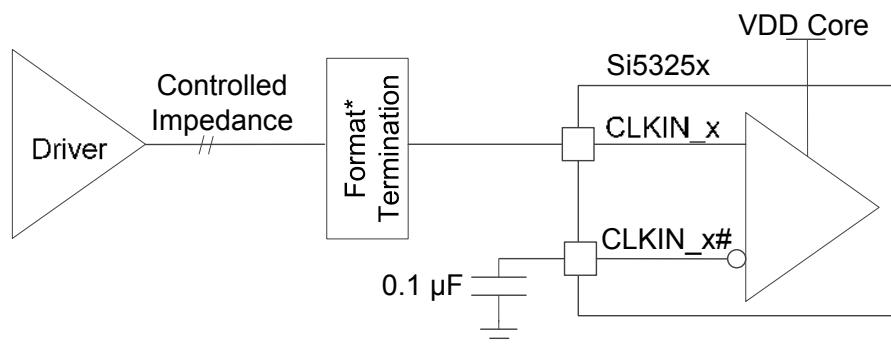 VDD Core
Si5325x
Controlled
Impedance
Driver
Format*
Termination
CLKIN_x
CLKIN_x#
0.1 µF